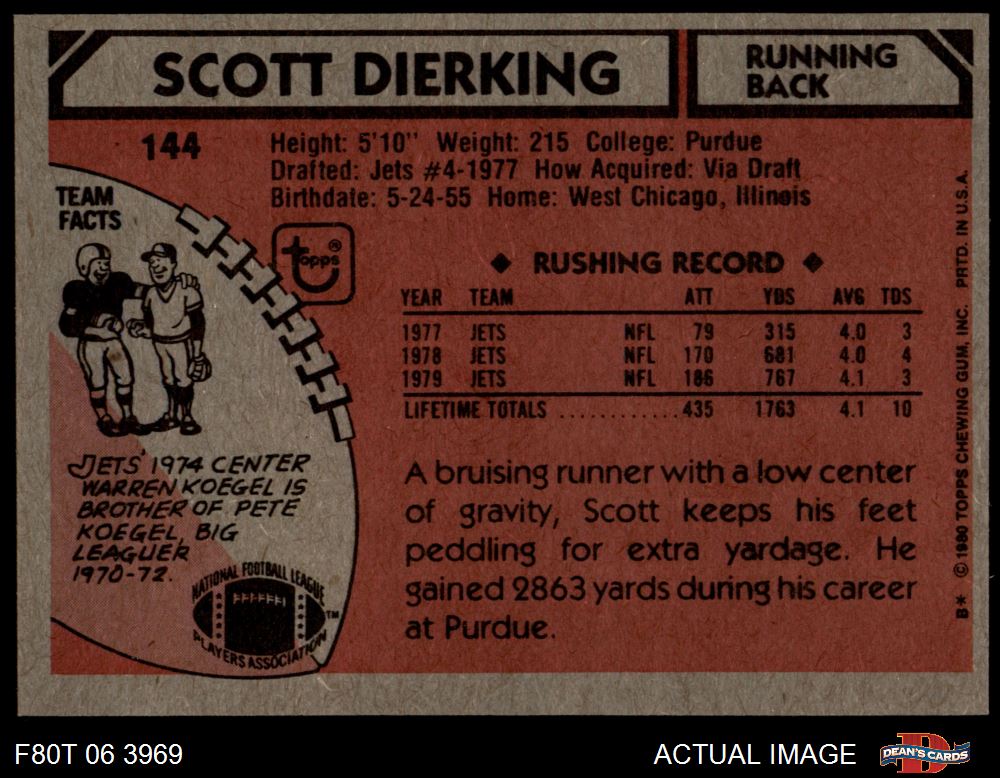 SCOTT DIERKING
RUNNING
BACK
144
Height: 5'10" Weight: 215 College: Purdue
Drafted: Jets #4-1977 How Acquired: Via Draft
Birthdate: 5-24-55 Home: West Chicago, Illinois
TEAM
FACTS
topps®
◆ RUSHING RECORD ◆
YEAR TEAM ATT YDS AVG TDS
1977 JETS NFL 79 315 4.0 3
1978 JETS NFL 170 681 4.0 4
1979 JETS NFL 186 767 4.1 3
LIFETIME TOTALS ............435 1763 4.1 10
JETS' 1974 CENTER
WARREN KOEGEL IS
BROTHER OF PETE
KOEGEL, BIG
LEAGUER
1970-72.
NATIONAL FOOTBALL LEAGUE
PLAYERS ASSOCIATION
TM
A bruising runner with a low center
of gravity, Scott keeps his feet
peddling for extra yardage. He
gained 2863 yards during his career
at Purdue.
B* © 1980 TOPPS CHEWING GUM, INC. PRTD. IN U.S.A.
F80T 06 3969
ACTUAL IMAGE
D
DEAN'S CARDS